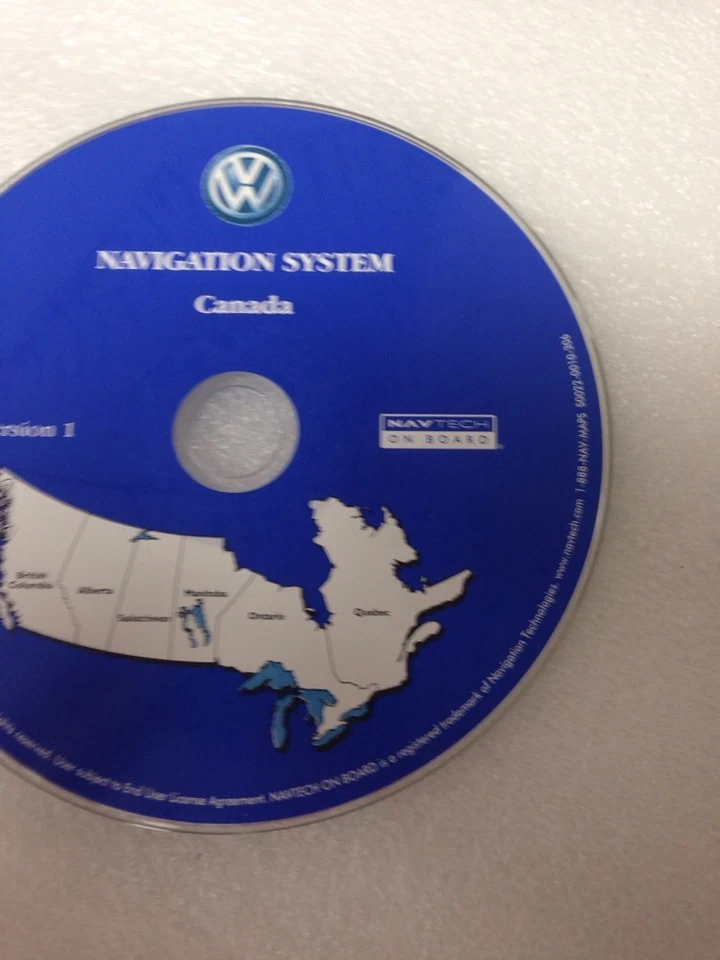 NAVIGATION SYSTEM
Canada
rsion 1
NAVTECH
ON BOARD
British
Columbia
Alberta
Saskatchewan
Manitoba
Ontario
Quebec
ghts reserved. User subject to End User License Agreement. NAVTECH ON BOARD is a registered trademark of Navigation Technologies. www.navtech.com 1-888-NAV-MAPS